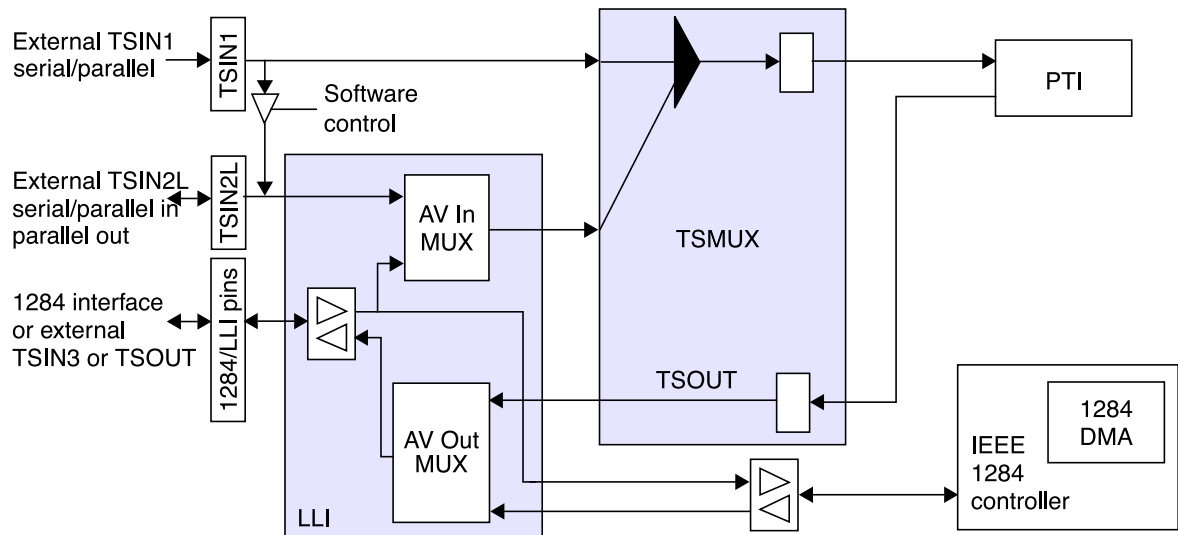 External TSIN1
serial/parallel
TSIN1
Software
control
PTI
External TSIN2L
serial/parallel in
parallel out
TSIN2L
AV In
MUX
TSMUX
1284 interface
or external
TSIN3 or TSOUT
1284/LLI pins
TSOUT
AV Out
MUX
LLI
1284
DMA
IEEE
1284
controller